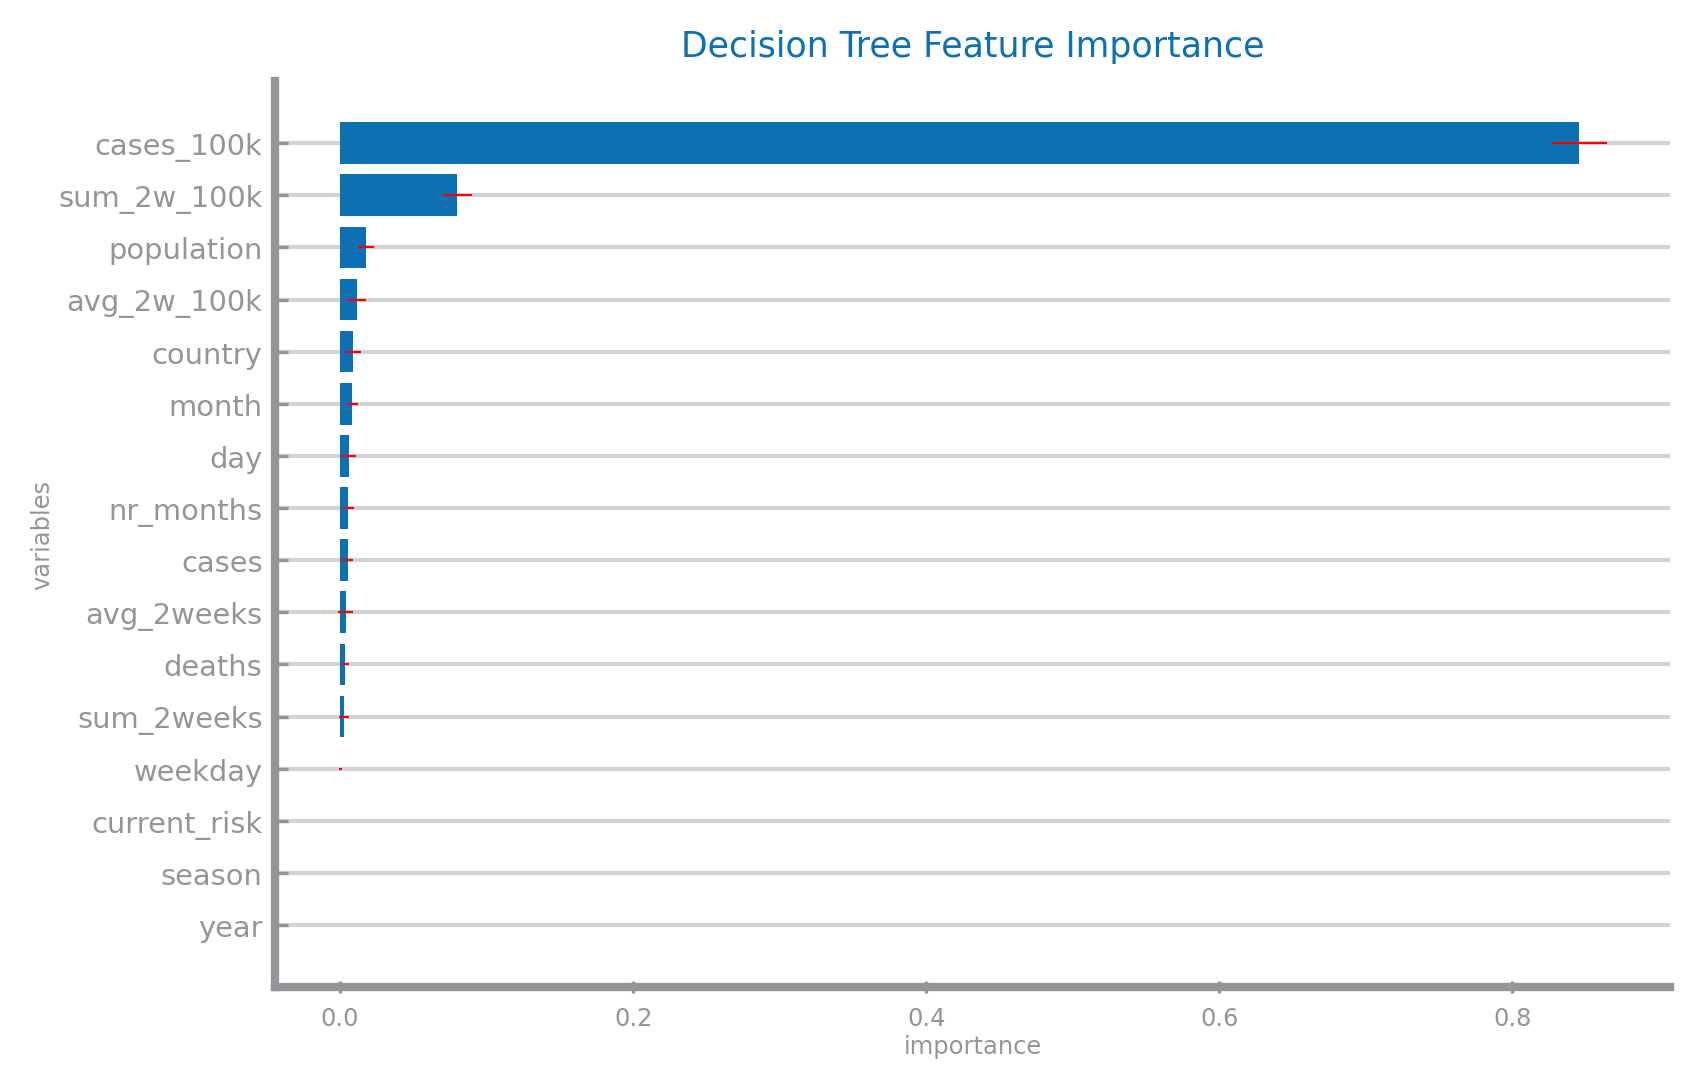 Decision Tree Feature Importance
cases_100k
sum_2w_100k
population
avg_2w_100k
country
month
day
nr_months
cases
avg_2weeks
deaths
sum_2weeks
weekday
current_risk
season
year
variables
0.0 0.2 0.4 0.6 0.8
importance